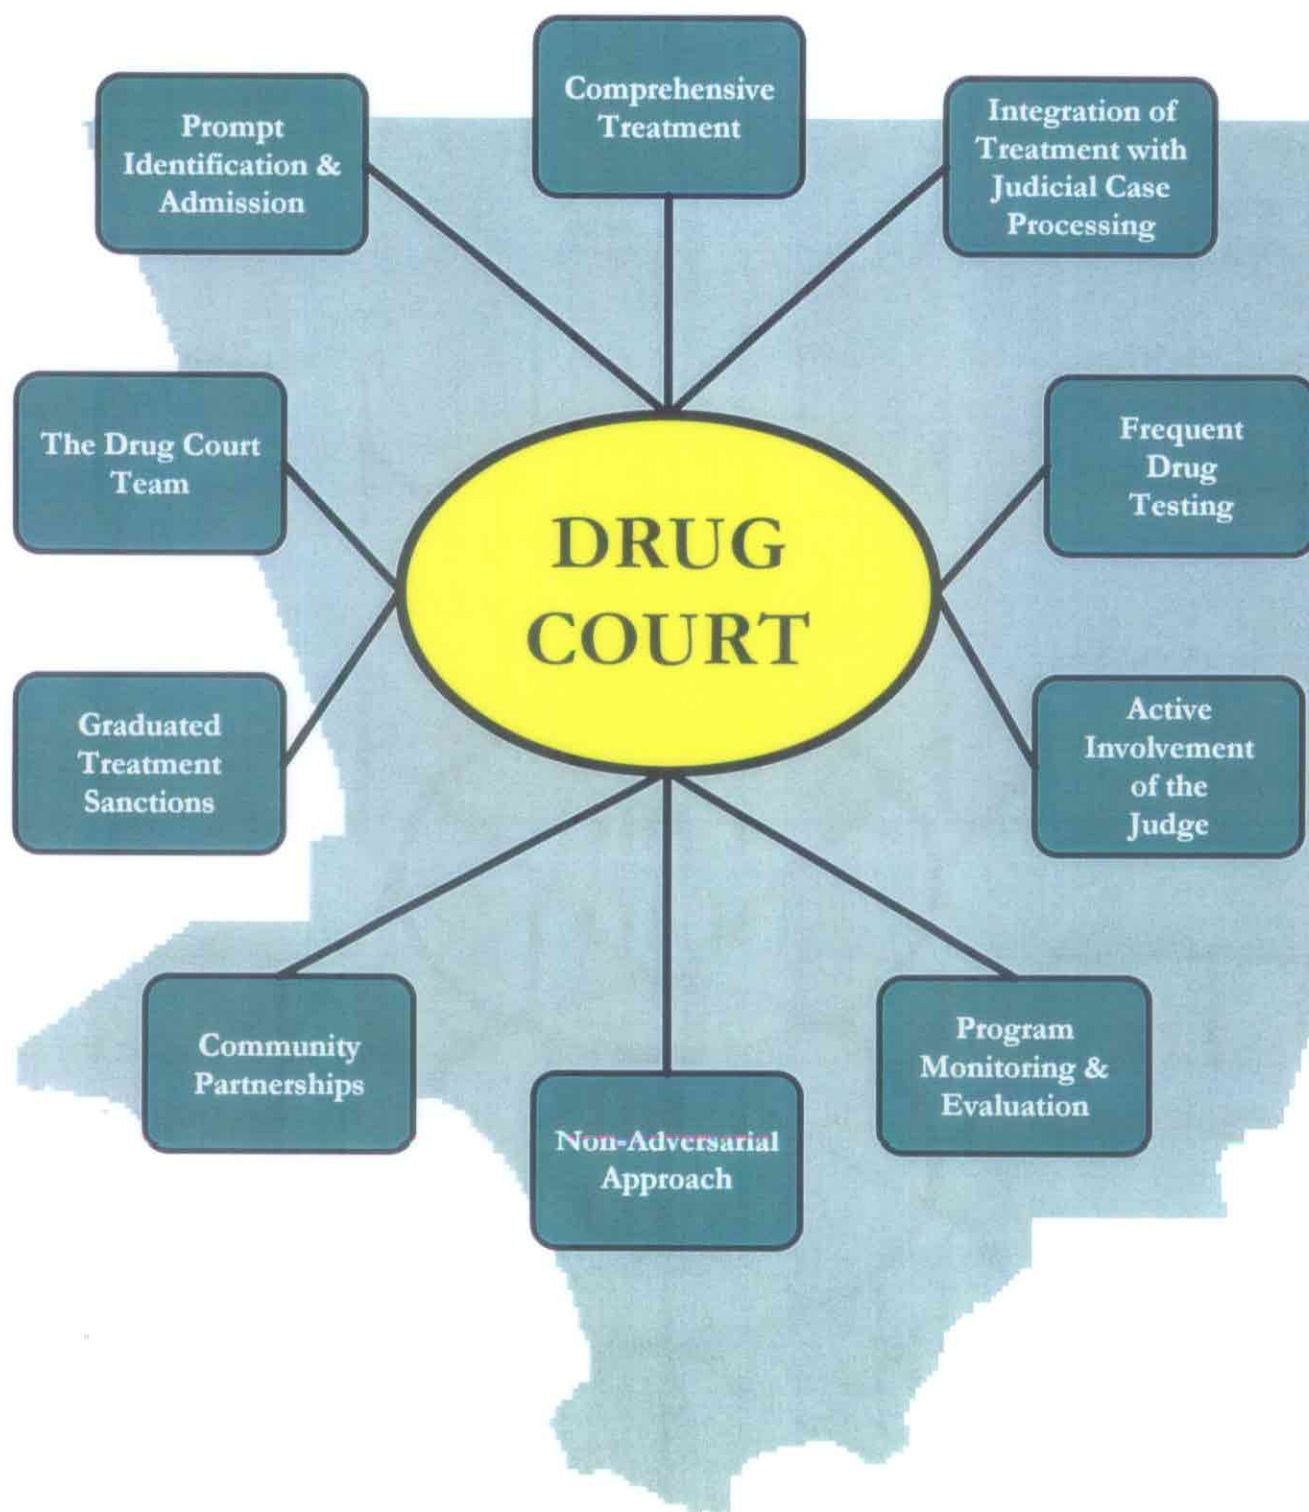 Comprehensive
Treatment
Prompt
Identification &
Admission
Integration of
Treatment with
Judicial Case
Processing
The Drug Court
Team
Frequent
Drug
Testing
DRUG
COURT
Graduated
Treatment
Sanctions
Active
Involvement
of the
Judge
Community
Partnerships
Program
Monitoring &
Evaluation
Non-Adversarial
Approach